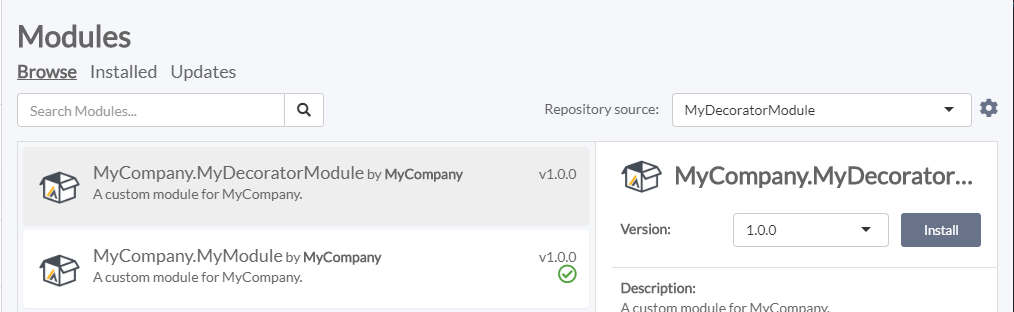 Modules
Browse Installed Updates
Search Modules...
Repository source: MyDecoratorModule
MyCompany.MyDecoratorModule by MyCompany v1.0.0
A custom module for MyCompany.
MyCompany.MyModule by MyCompany v1.0.0
A custom module for MyCompany.
MyCompany.MyDecorator...
Version: 1.0.0 Install
Description:
A custom module for MyCompany.